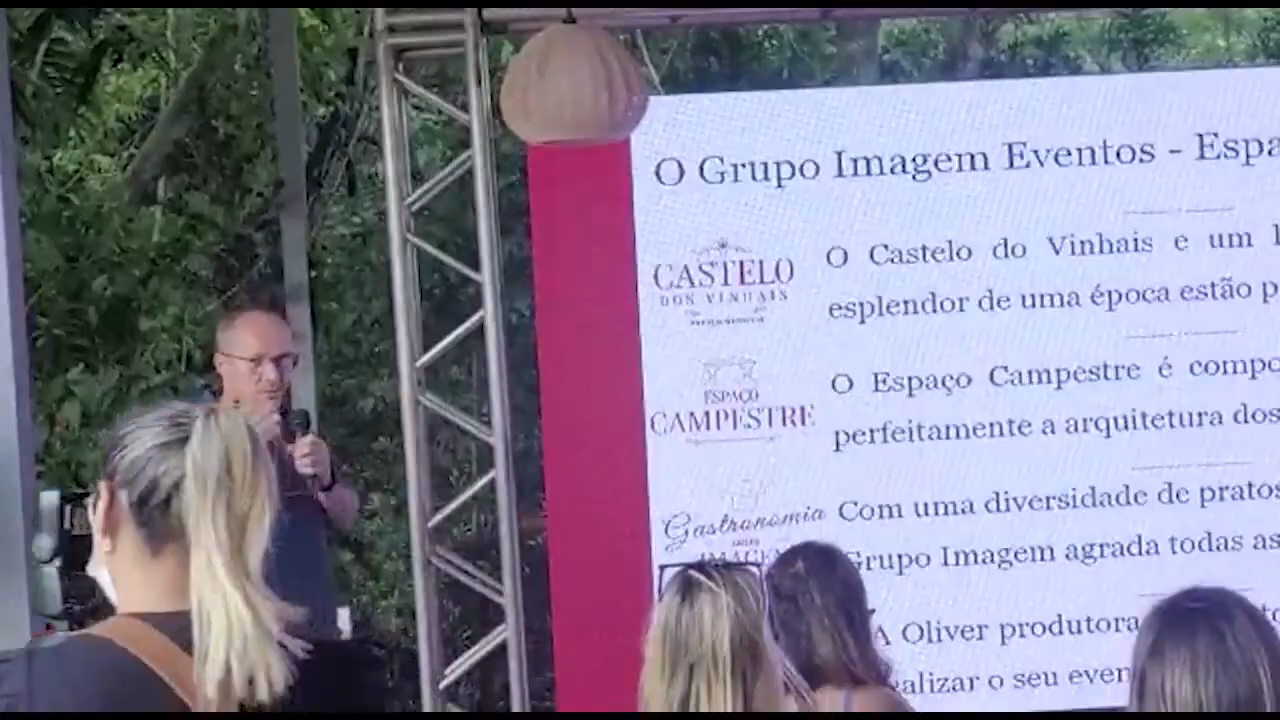 O Grupo Imagem Eventos - Espa
CASTELO
DOS VINHAIS
O Castelo do Vinhais e um l
esplendor de uma época estão p
ESPAÇO
CAMPESTRE
O Espaço Campestre é compo
perfeitamente a arquitetura dos
Gastronomia
IMAGEM
Com uma diversidade de pratos
Grupo Imagem agrada todas as
A Oliver produtora
ealizar o seu even